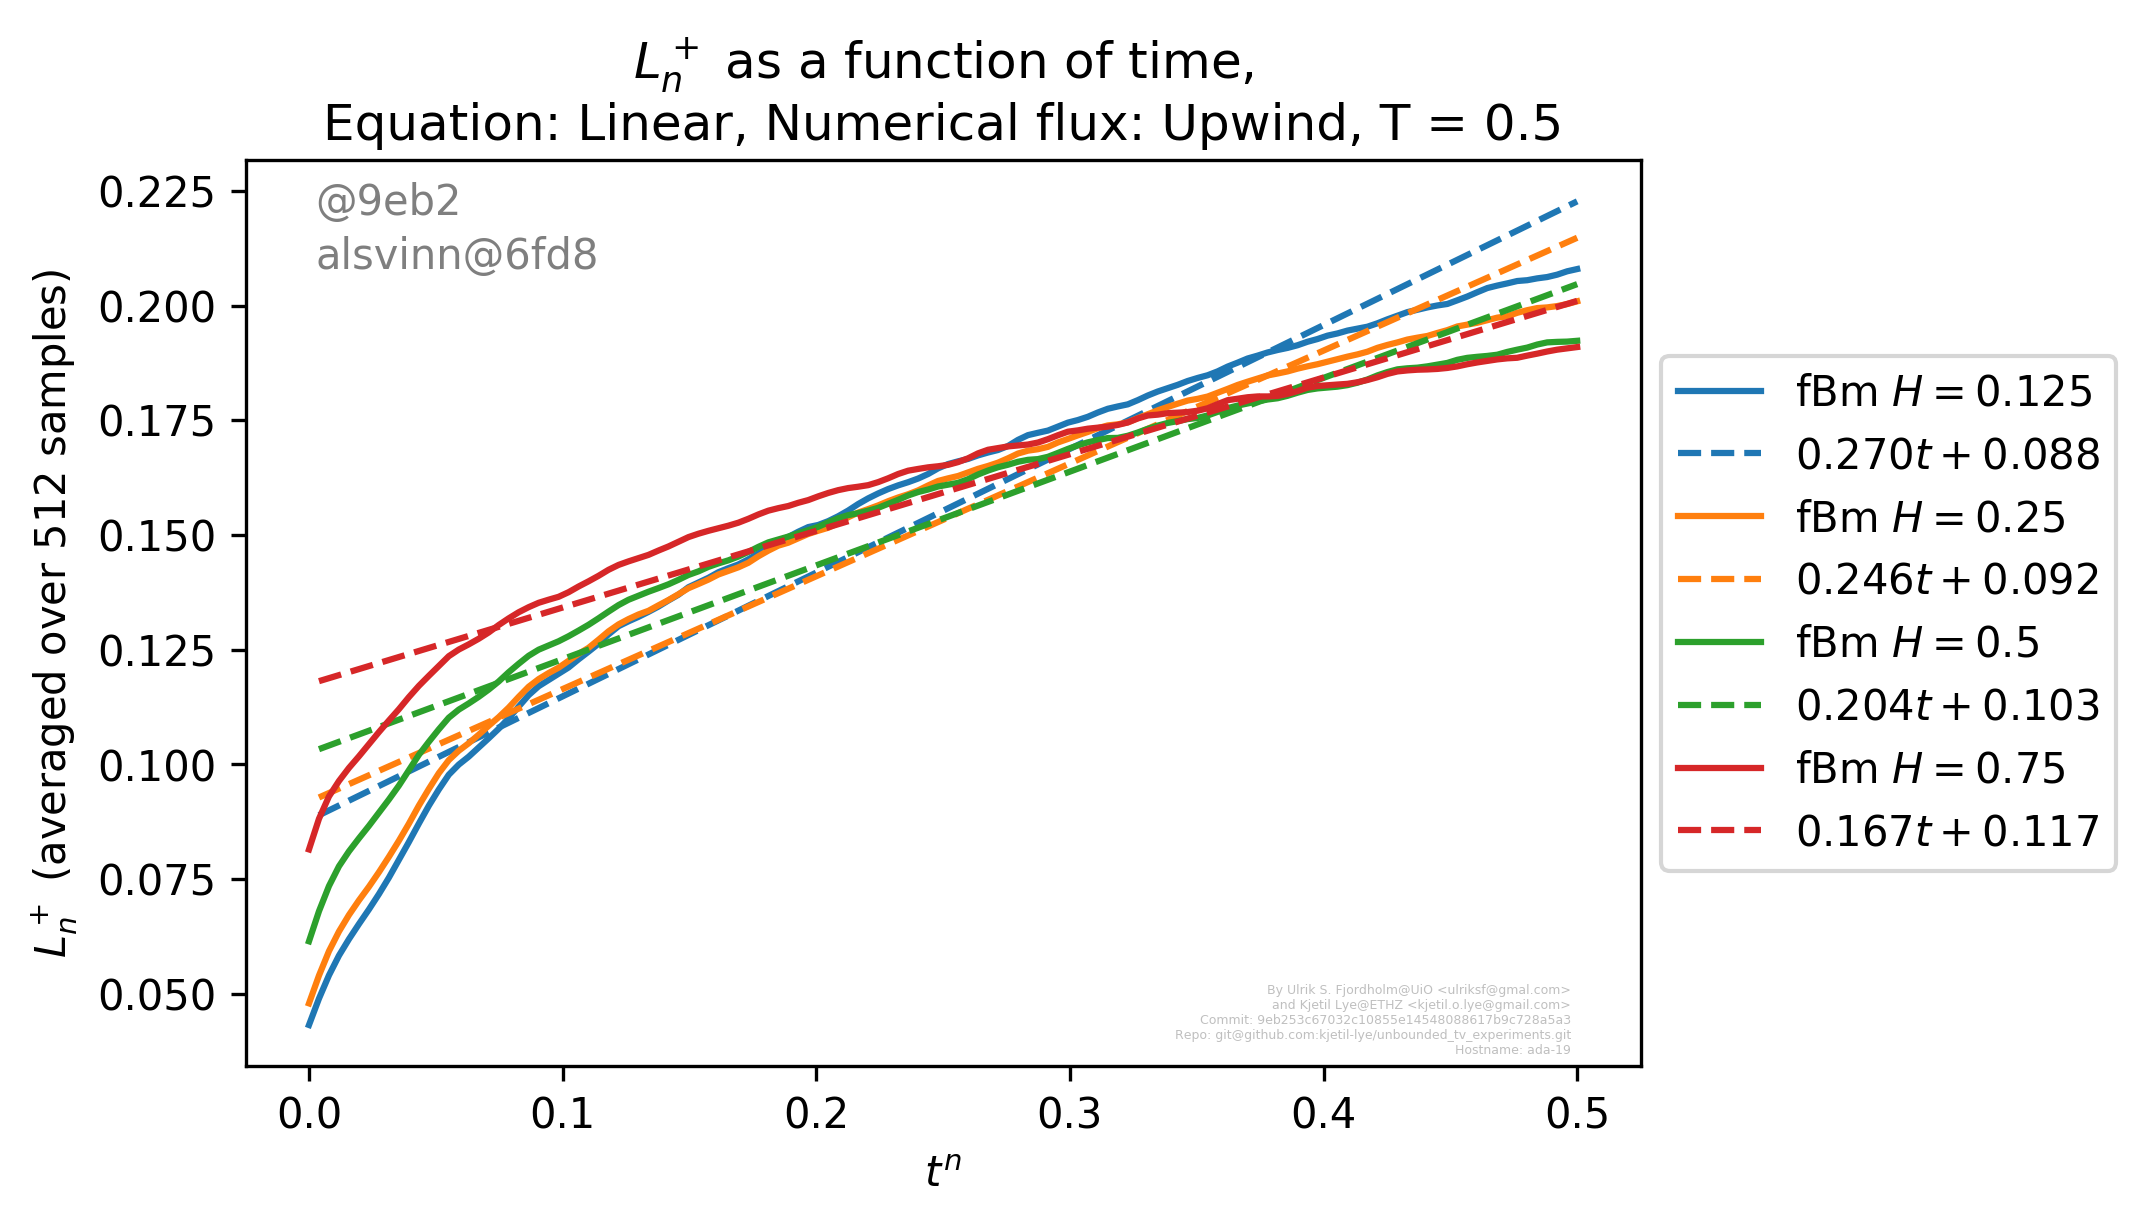 L_n^+ as a function of time,
Equation: Linear, Numerical flux: Upwind, T = 0.5
@9eb2
alsvinn@6fd8
L_n^+ (averaged over 512 samples)
0.225
0.200
0.175
0.150
0.125
0.100
0.075
0.050
0.0 0.1 0.2 0.3 0.4 0.5
t^n
fBm H = 0.125
0.270t + 0.088
fBm H = 0.25
0.246t + 0.092
fBm H = 0.5
0.204t + 0.103
fBm H = 0.75
0.167t + 0.117
By Ulrik S. Fjordholm@UiO <ulriksf@gmal.com>
and Kjetil Lye@ETHZ <kjetil.o.lye@gmail.com>
Commit: 9eb253c67032c10855e14548088617b9c728a5a3
Repo: git@github.com:kjetil-lye/unbounded_tv_experiments.git
Hostname: ada-19